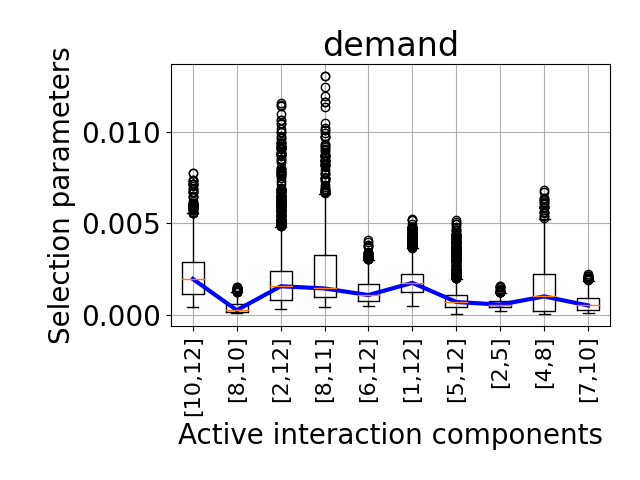 demand
Selection parameters
0.010
0.005
0.000
[10,12] [8,10] [2,12] [8,11] [6,12] [1,12] [5,12] [2,5] [4,8] [7,10]
Active interaction components